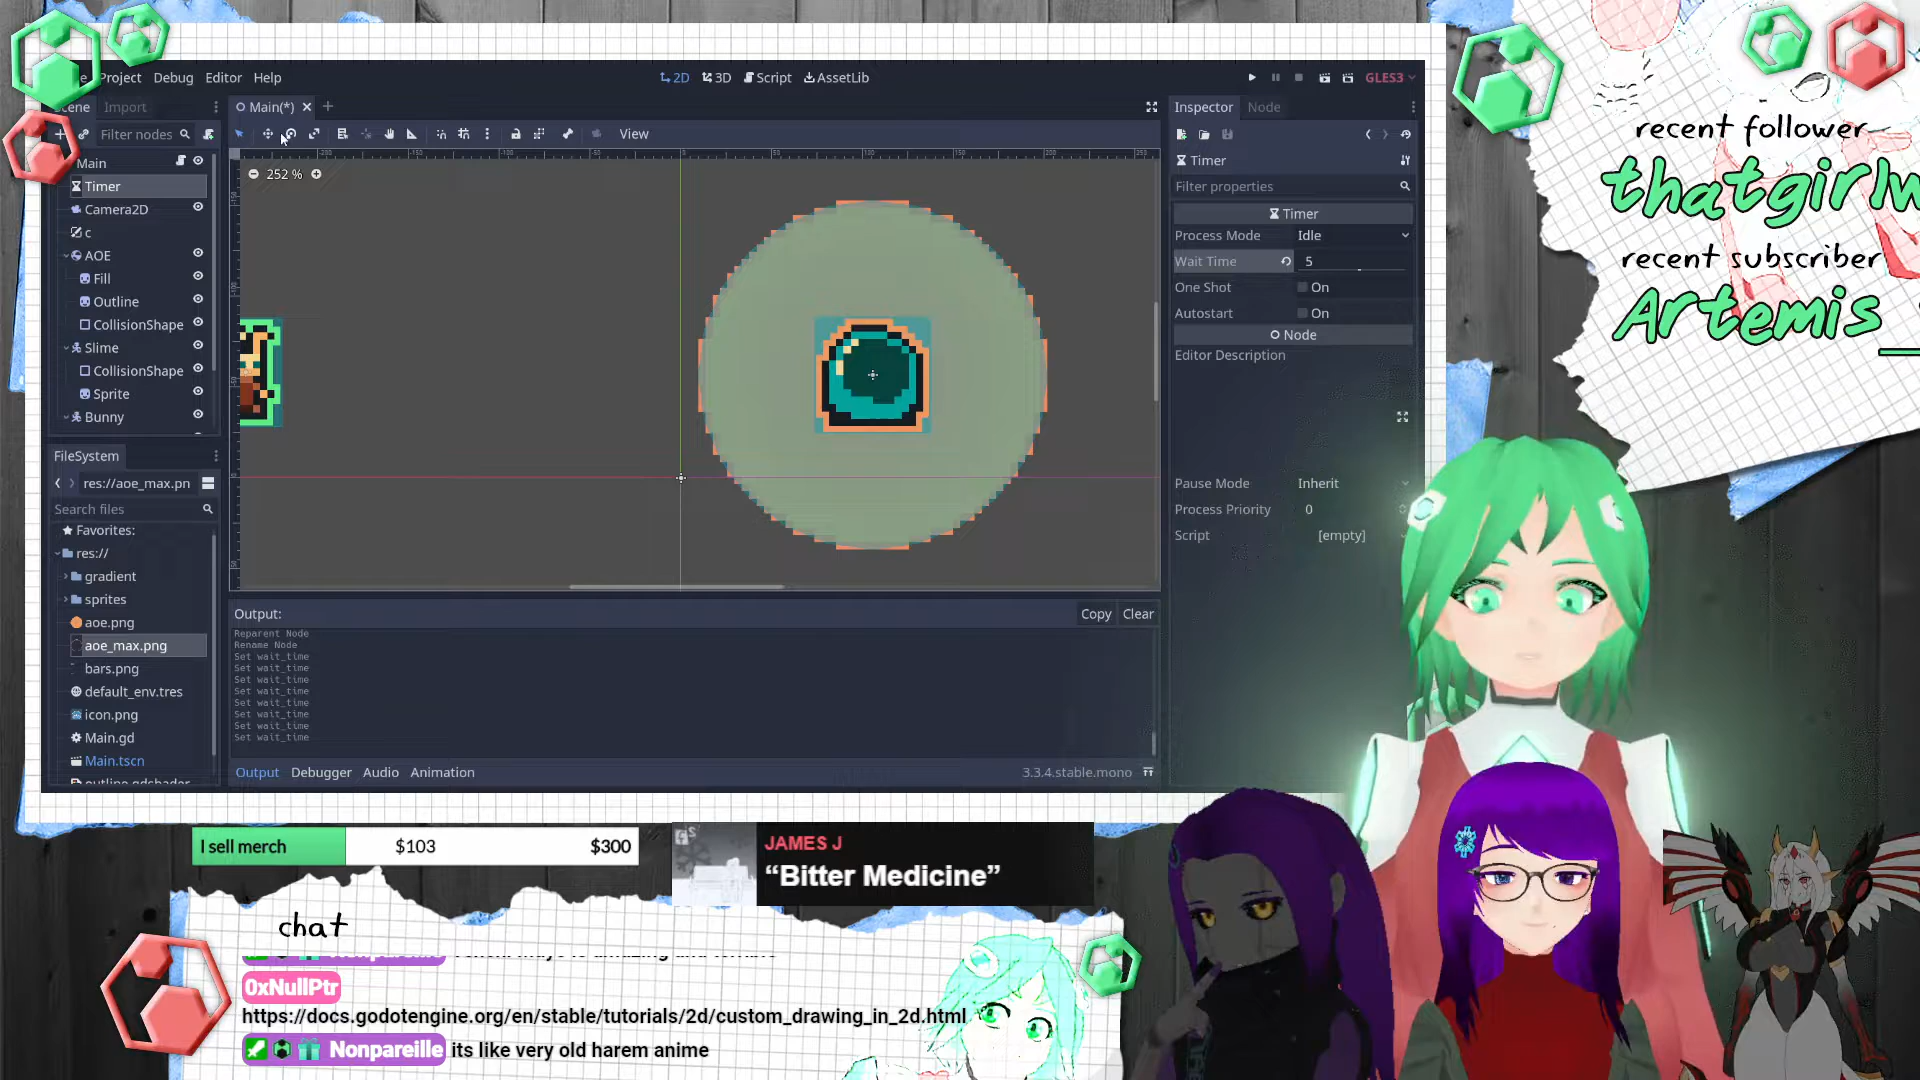 Project Debug Editor Help
2D 3D Script AssetLib
GLES3
Scene Import
Main(*)
Inspector Node
Filter nodes
View
Main
Timer
Camera2D
c
AOE
Fill
Outline
CollisionShape
Slime
CollisionShape
Sprite
Bunny
252 %
Timer
Filter properties
Timer
Process Mode Idle
Wait Time 5
One Shot On
Autostart On
Node
Editor Description
Pause Mode Inherit
Process Priority 0
Script [empty]
FileSystem
res://aoe_max.pn
Search files
Favorites:
res://
gradient
sprites
aoe.png
aoe_max.png
bars.png
default_env.tres
icon.png
Main.gd
Main.tscn
outline.gdshader
Output: Copy Clear
Reparent Node
Rename Node
Set wait_time
Set wait_time
Set wait_time
Set wait_time
Set wait_time
Set wait_time
Set wait_time
Set wait_time
Output Debugger Audio Animation 3.3.4.stable.mono
recent follower
thatgirlw
recent subscriber
Artemis_
I sell merch $103 $300
JAMES J
“Bitter Medicine”
chat
Nonpareille
0xNullPtr
https://docs.godotengine.org/en/stable/tutorials/2d/custom_drawing_in_2d.html
Nonpareille its like very old harem anime